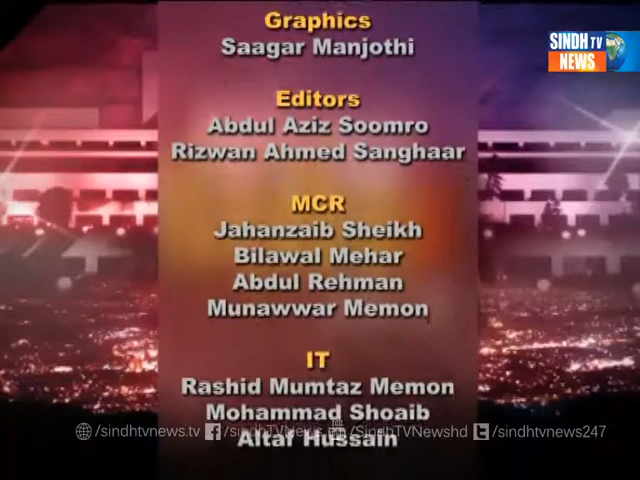 Graphics
Saagar Manjothi
SINDH TV
NEWS
Editors
Abdul Aziz Soomro
Rizwan Ahmed Sanghaar
MCR
Jahanzaib Sheikh
Bilawal Mehar
Abdul Rehman
Munawwar Memon
IT
Rashid Mumtaz Memon
Mohammad Shoaib
/sindhtvnews.tv /sindhTVNews /SindhTVNewshd /sindhtvnews247
Altaf Hussain